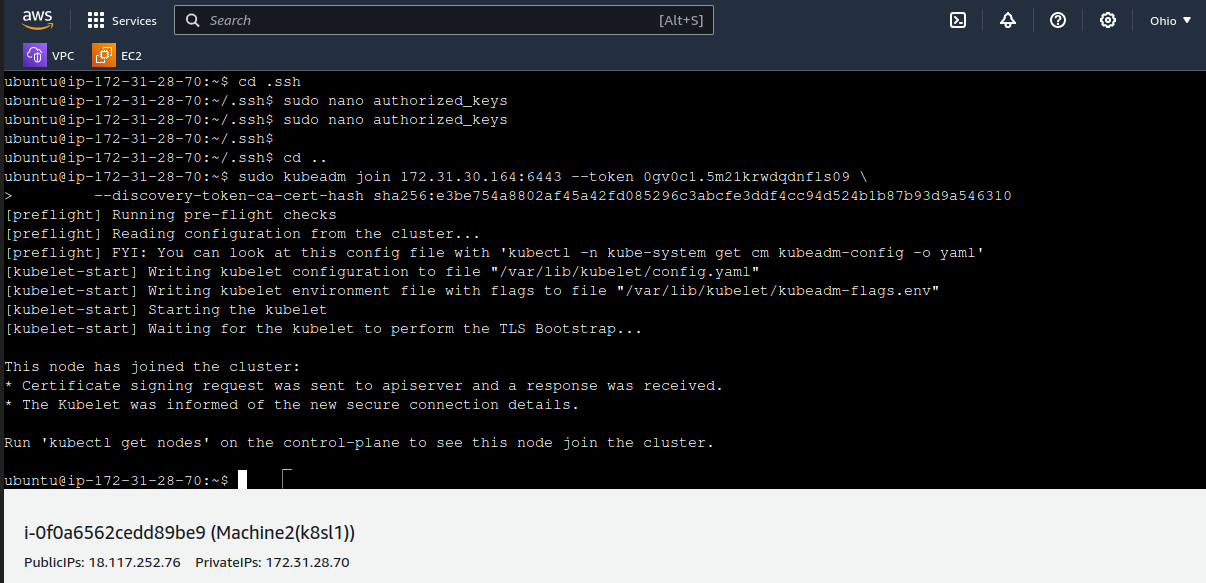 aws
Services
Search [Alt+S]
Ohio
VPC EC2
ubuntu@ip-172-31-28-70:~$ cd .ssh
ubuntu@ip-172-31-28-70:~/.ssh$ sudo nano authorized_keys
ubuntu@ip-172-31-28-70:~/.ssh$ sudo nano authorized_keys
ubuntu@ip-172-31-28-70:~/.ssh$
ubuntu@ip-172-31-28-70:~/.ssh$ cd ..
ubuntu@ip-172-31-28-70:~$ sudo kubeadm join 172.31.30.164:6443 --token 0gv0c1.5m21krwdqdnfls09 \
> --discovery-token-ca-cert-hash sha256:e3be754a8802af45a42fd085296c3abcfe3ddf4cc94d524b1b87b93d9a546310
[preflight] Running pre-flight checks
[preflight] Reading configuration from the cluster...
[preflight] FYI: You can look at this config file with 'kubectl -n kube-system get cm kubeadm-config -o yaml'
[kubelet-start] Writing kubelet configuration to file "/var/lib/kubelet/config.yaml"
[kubelet-start] Writing kubelet environment file with flags to file "/var/lib/kubelet/kubeadm-flags.env"
[kubelet-start] Starting the kubelet
[kubelet-start] Waiting for the kubelet to perform the TLS Bootstrap...
This node has joined the cluster:
* Certificate signing request was sent to apiserver and a response was received.
* The Kubelet was informed of the new secure connection details.
Run 'kubectl get nodes' on the control-plane to see this node join the cluster.
ubuntu@ip-172-31-28-70:~$
i-0f0a6562cedd89be9 (Machine2(k8sl1))
PublicIPs: 18.117.252.76 PrivateIPs: 172.31.28.70